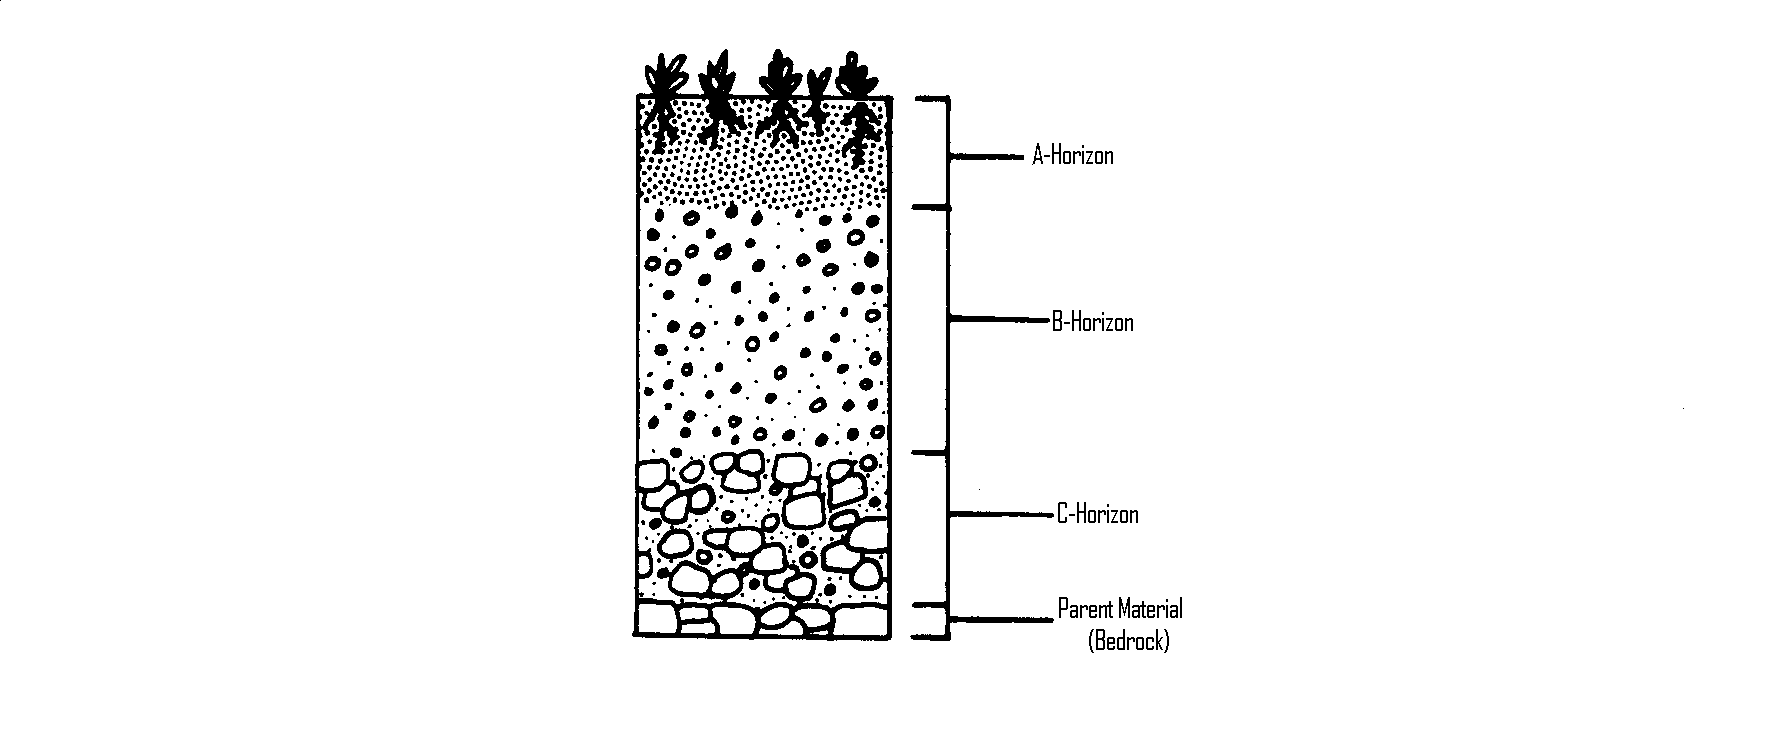 A-Horizon
B-Horizon
C-Horizon
Parent Material
(Bedrock)